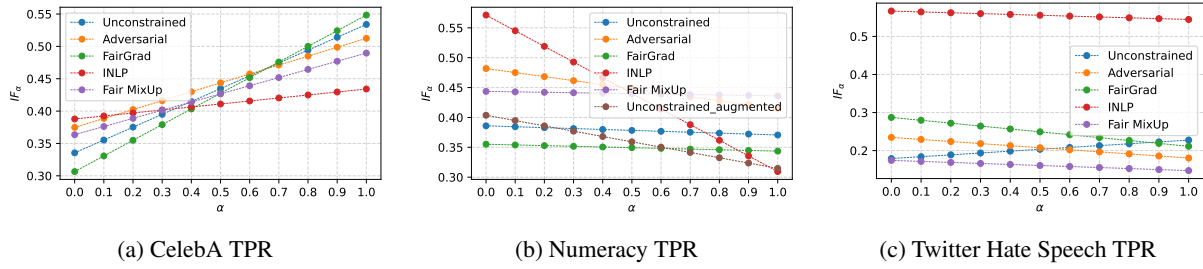 0.55
0.50
0.45
0.40
0.35
0.30
IF_α
Unconstrained
Adversarial
FairGrad
INLP
Fair MixUp
0.0 0.1 0.2 0.3 0.4 0.5 0.6 0.7 0.8 0.9 1.0
α
(a) CelebA TPR
0.55
0.50
0.45
0.40
0.35
0.30
IF_α
Unconstrained
Adversarial
FairGrad
INLP
Fair MixUp
Unconstrained_augmented
0.0 0.1 0.2 0.3 0.4 0.5 0.6 0.7 0.8 0.9 1.0
α
(b) Numeracy TPR
0.5
0.4
0.3
0.2
IF_α
Unconstrained
Adversarial
FairGrad
INLP
Fair MixUp
0.0 0.1 0.2 0.3 0.4 0.5 0.6 0.7 0.8 0.9 1.0
α
(c) Twitter Hate Speech TPR